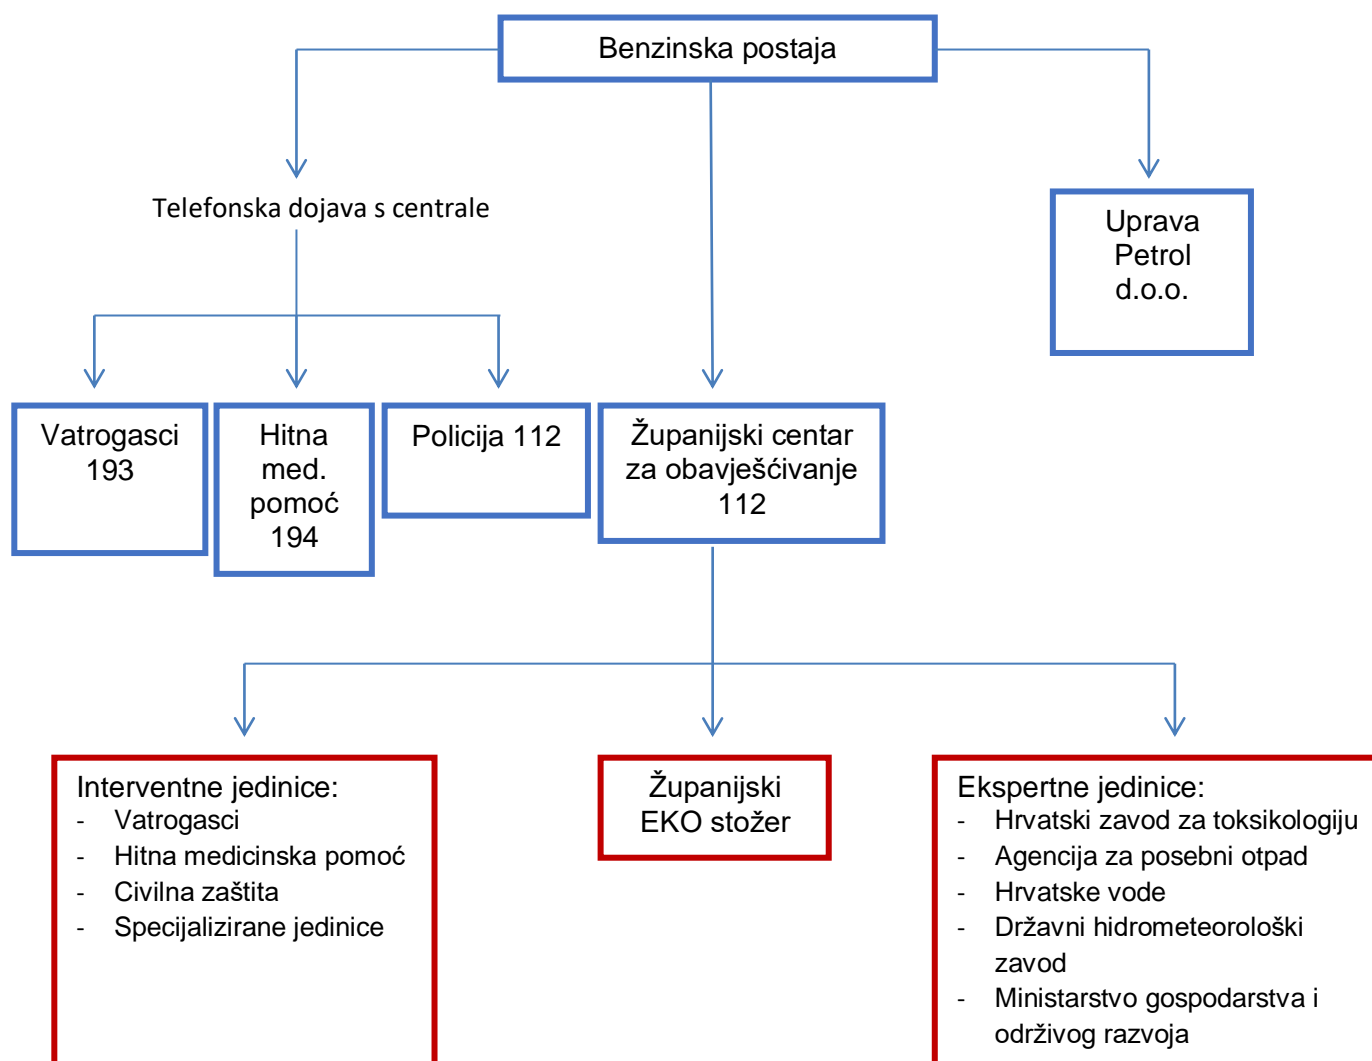 Benzinska postaja
Telefonska dojava s centrale
Uprava
Petrol
d.o.o.
Vatrogasci
193
Hitna
med.
pomoć
194
Policija 112
Županijski centar
za obavješćivanje
112
Interventne jedinice:
- Vatrogasci
- Hitna medicinska pomoć
- Civilna zaštita
- Specijalizirane jedinice
Županijski
EKO stožer
Ekspertne jedinice:
- Hrvatski zavod za toksikologiju
- Agencija za posebni otpad
- Hrvatske vode
- Državni hidrometeorološki
zavod
- Ministarstvo gospodarstva i
održivog razvoja